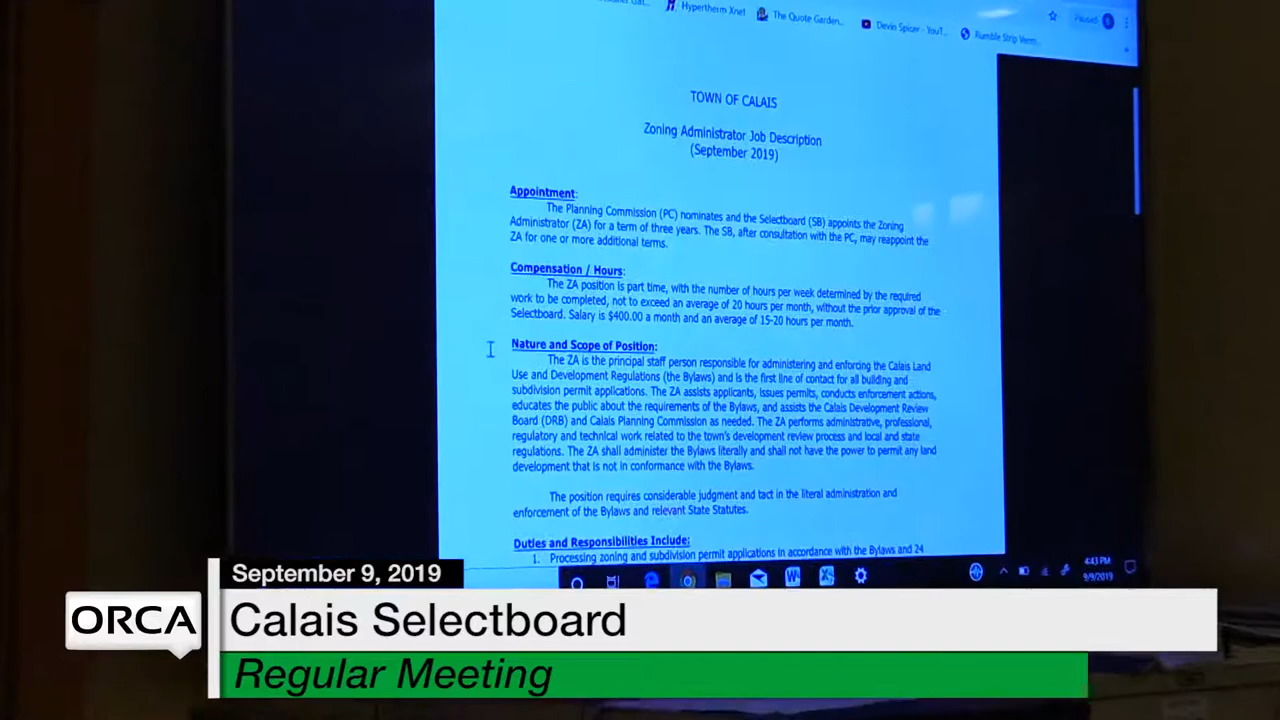 Hypertherm Xnet
The Quote Garden...
Devin Spicer - YouT...
Rumble Strip Verm...
Paused
TOWN OF CALAIS
Zoning Administrator Job Description
(September 2019)
Appointment:
The Planning Commission (PC) nominates and the Selectboard (SB) appoints the Zoning
Administrator (ZA) for a term of three years. The SB, after consultation with the PC, may reappoint the
ZA for one or more additional terms.
Compensation / Hours:
The ZA position is part time, with the number of hours per week determined by the required
work to be completed, not to exceed an average of 20 hours per month, without the prior approval of the
Selectboard. Salary is $400.00 a month and an average of 15-20 hours per month.
Nature and Scope of Position:
The ZA is the principal staff person responsible for administering and enforcing the Calais Land
Use and Development Regulations (the Bylaws) and is the first line of contact for all building and
subdivision permit applications. The ZA assists applicants, issues permits, conducts enforcement actions,
educates the public about the requirements of the Bylaws, and assists the Calais Development Review
Board (DRB) and Calais Planning Commission as needed. The ZA performs administrative, professional,
regulatory and technical work related to the town's development review process and local and state
regulations. The ZA shall administer the Bylaws literally and shall not have the power to permit any land
development that is not in conformance with the Bylaws.
The position requires considerable judgment and tact in the literal administration and
enforcement of the Bylaws and relevant State Statutes.
Duties and Responsibilities Include:
1. Processing zoning and subdivision permit applications in accordance with the Bylaws and 24
4:43 PM
9/9/2019
September 9, 2019
ORCA
Calais Selectboard
Regular Meeting